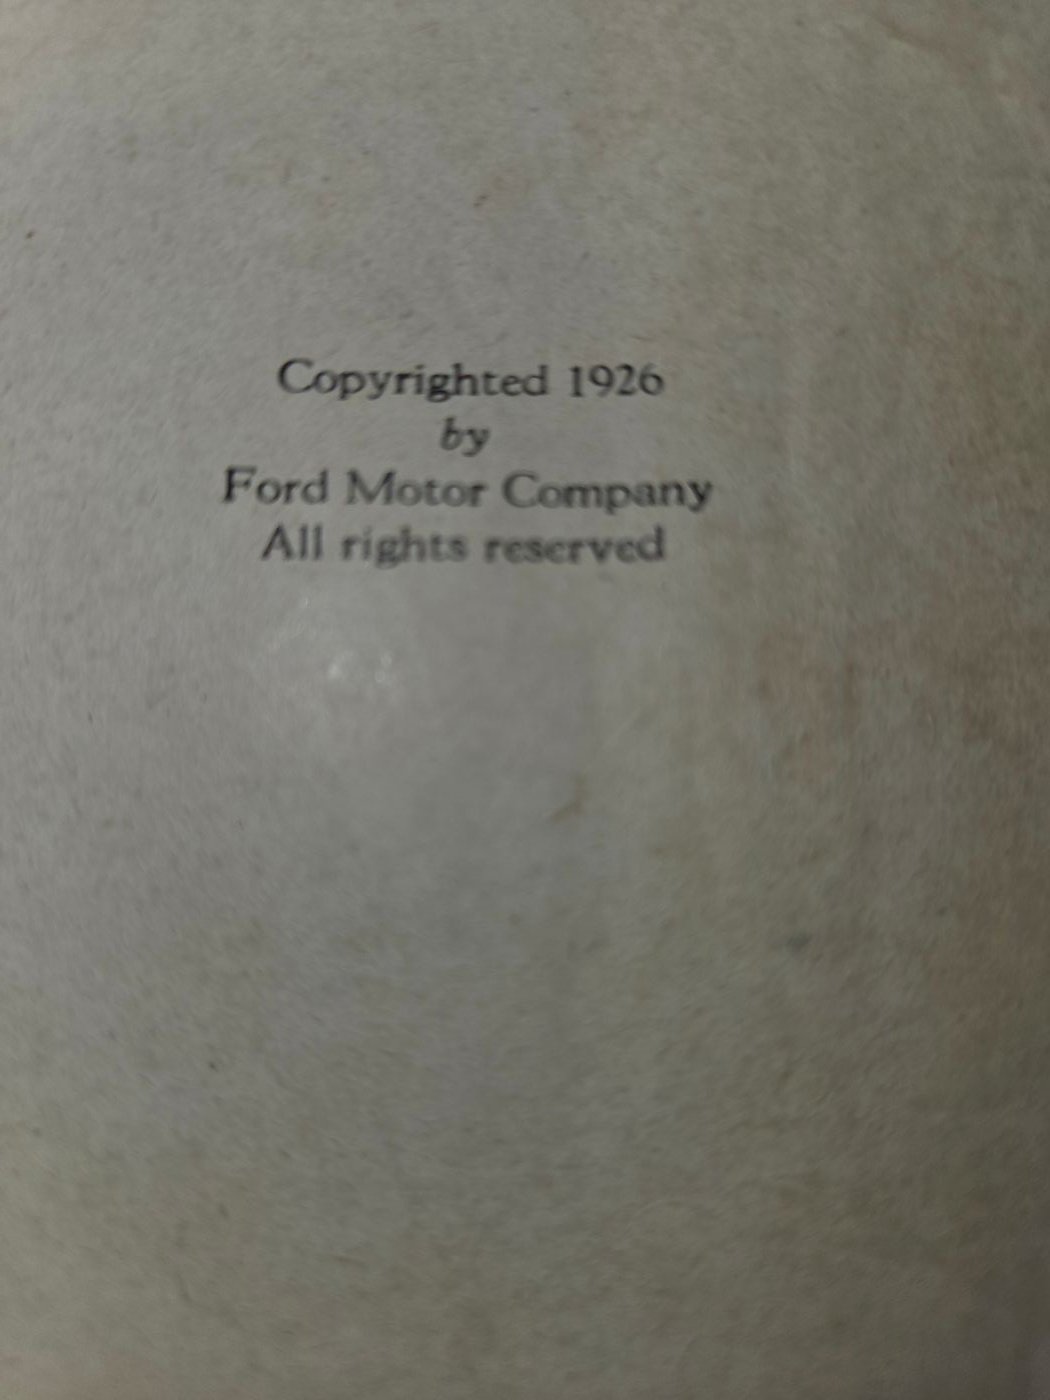 Copyrighted 1926
by
Ford Motor Company
All rights reserved